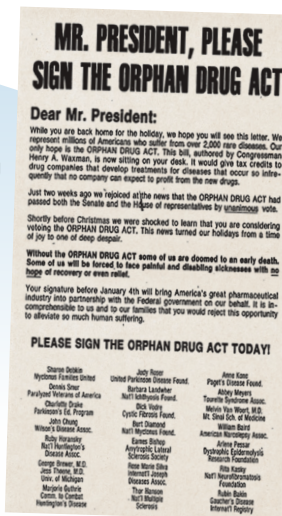 MR. PRESIDENT, PLEASE
SIGN THE ORPHAN DRUG ACT
Dear Mr. President:
While you are back home for the holiday, we hope you will see this letter. We
represent millions of Americans who suffer from over 2,000 rare diseases. Our
only hope is the ORPHAN DRUG ACT. This bill, authored by Congressman
Henry A. Waxman, is now sitting on your desk. It would give tax credits to
drug companies that develop treatments for diseases that occur so infre-
quently that no company can expect to profit from the new drugs.
Just two weeks ago we rejoiced at the news that the ORPHAN DRUG ACT had
passed both the Senate and the House of representatives by unanimous vote.
Shortly before Christmas we were shocked to learn that you are considering
vetoing the ORPHAN DRUG ACT. This news turned our holidays from a time
of joy to one of deep despair.
Without the ORPHAN DRUG ACT some of us are doomed to an early death.
Some of us will be forced to face painful and disabling sicknesses with no
hope of recovery or even relief.
Your signature before January 4th will bring America's great pharmaceutical
industry into partnership with the Federal government on our behalf. It is in-
comprehensible to us and to our families that you would reject this opportunity
to alleviate so much human suffering.
PLEASE SIGN THE ORPHAN DRUG ACT TODAY!
Sharon Dobkin
Myclonus Families United
Dennis Smur
Paralyzed Veterans of America
Charlotte Drake
Parkinson's Ed. Program
John Chung
Wilson's Disease Assoc.
Ruby Horansky
Nat'l Huntington's
Disease Assoc.
George Brewer, M.D.
Jess Thoene, M.D.
Univ. of Michigan
Marjorie Guthrie
Comm. to Combat
Huntington's Disease
Judy Rosner
United Parkinson Disease Found.
Barbara Landwher
Nat'l Ichthyosis Found.
Dick Vodra
Cystic Fibrosis Found.
Burt Diamond
Nat'l Myoclonus Found.
Eames Bishop
Amytrophic Lateral
Sclerosis Society
Rose Marie Silva
Internat'l Joseph
Diseases Assoc.
Thor Hanson
Nat'l Multiple
Sclerosis
Anne Kane
Paget's Disease Found.
Abbey Meyers
Tourette Syndrome Assoc.
Melvin Van Woert, M.D.
Mt. Sinai Sch. of Medicine
William Baird
American Narcolepsy Assoc.
Arlene Pessar
Dystrophic Epidermolysis
Research Foundation
Rita Kasky
Nat'l Neurofibromatosis
Foundation
Rubin Bakin
Gaucher's Disease
Internat'l Registry